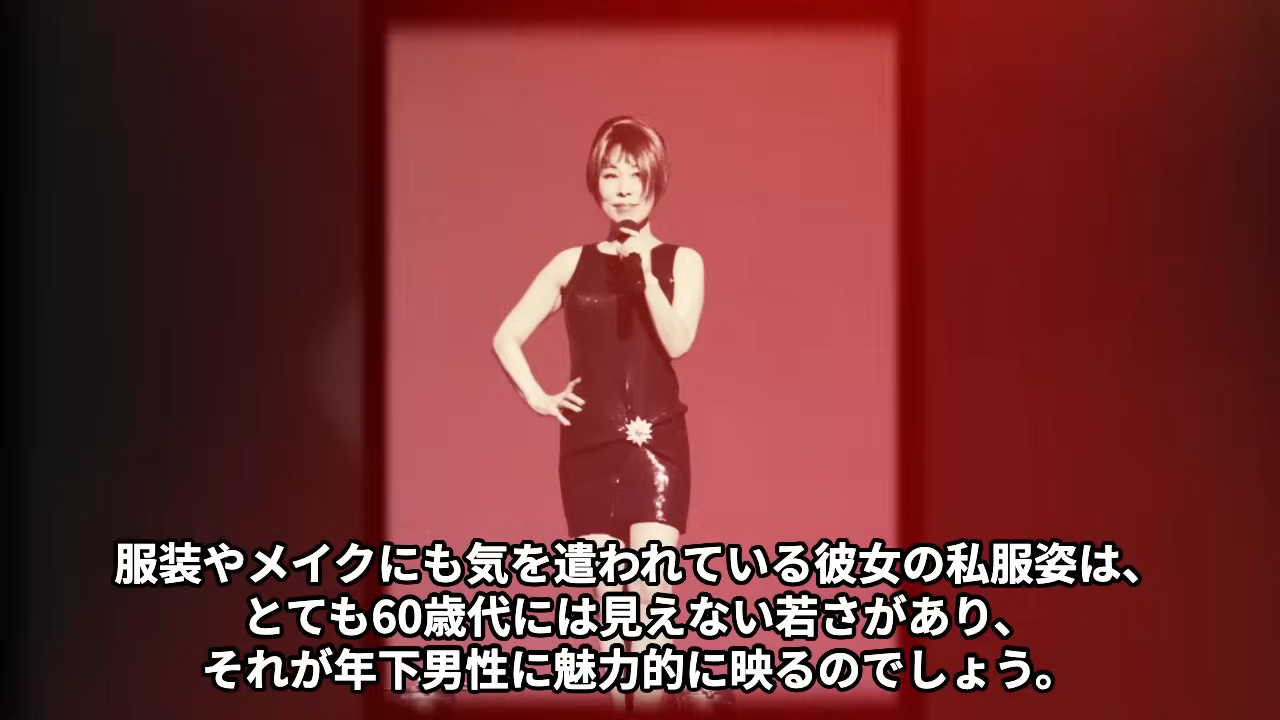 服装やメイクにも気を遣われている彼女の私服姿は、
とても60歳代には見えない若さがあり、
それが年下男性に魅力的に映るのでしょう。